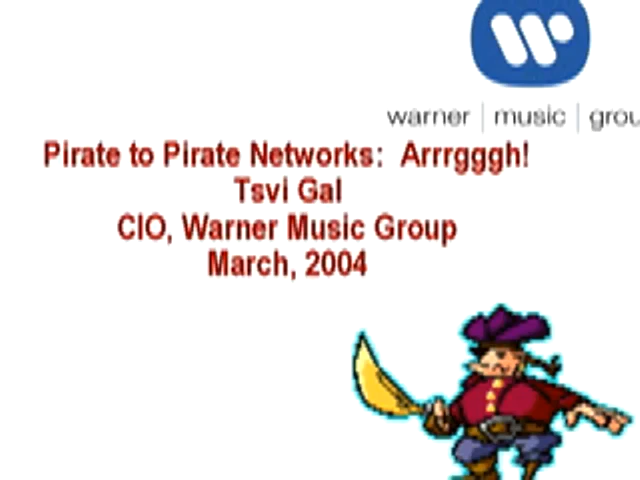 warner | music | grou
Pirate to Pirate Networks: Arrrgggh!
Tsvi Gal
CIO, Warner Music Group
March, 2004